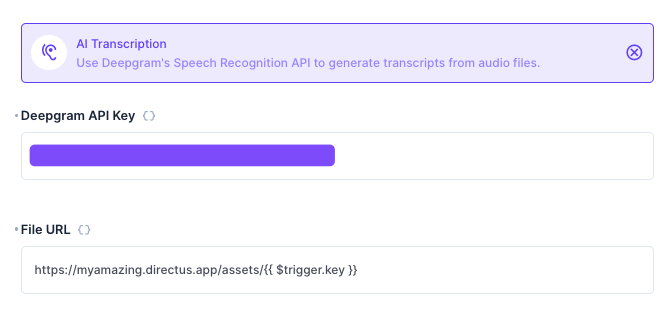 AI Transcription
Use Deepgram's Speech Recognition API to generate transcripts from audio files.
Deepgram API Key {}
File URL {}
https://myamazing.directus.app/assets/{{ $trigger.key }}